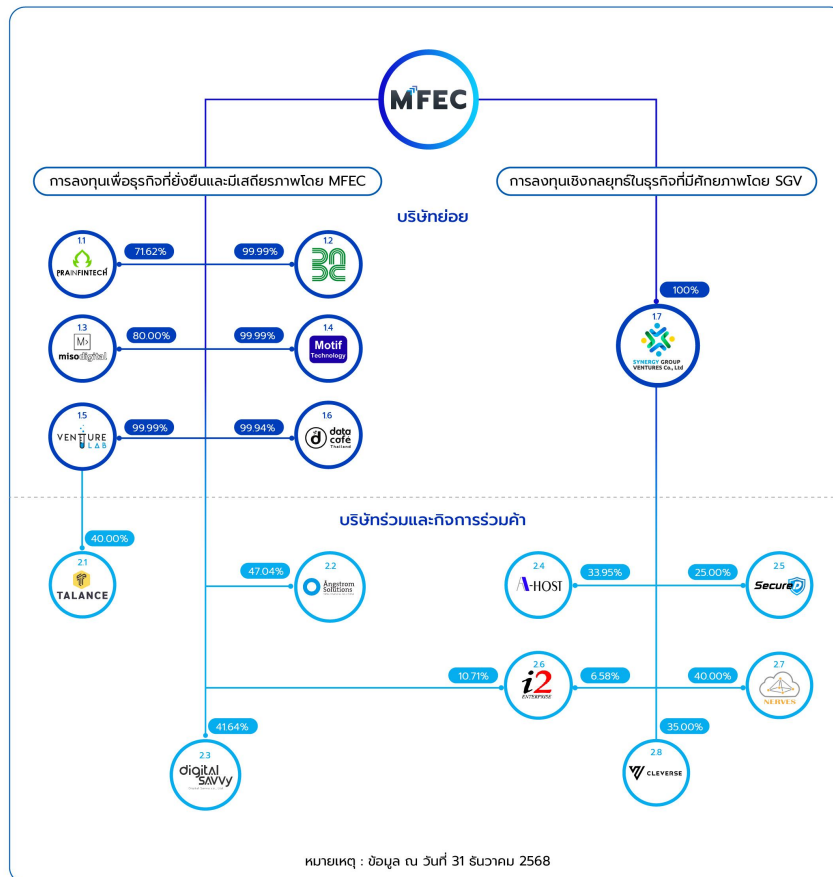 MFEC
การลงทุนเพื่อธุรกิจที่ยั่งยืนและมีเสถียรภาพโดย MFEC
การลงทุนเชิงกลยุทธ์ในธุรกิจที่มีศักยภาพโดย SGV
บริษัทย่อย
1.1
PRAINFINTECH
71.62%
99.99%
1.2
1.3
M>
misodigital
80.00%
99.99%
1.4
Motif
Technology
100%
1.7
SYNERGY GROUP
VENTURES Co., Ltd
1.5
VENTURE
LAB
99.99%
99.94%
1.6
d
data
café
Thailand
บริษัทร่วมและกิจการร่วมค้า
40.00%
2.1
TALANCE
47.04%
2.2
Ångstrom
Solutions
2.4
A-HOST
33.95%
25.00%
2.5
SecureD
10.71%
2.6
i2
ENTERPRISE
6.58%
40.00%
2.7
NERVES
41.64%
2.3
digitAl
SAVVy
35.00%
2.8
CLEVERSE
หมายเหตุ : ข้อมูล ณ วันที่ 31 ธันวาคม 2568